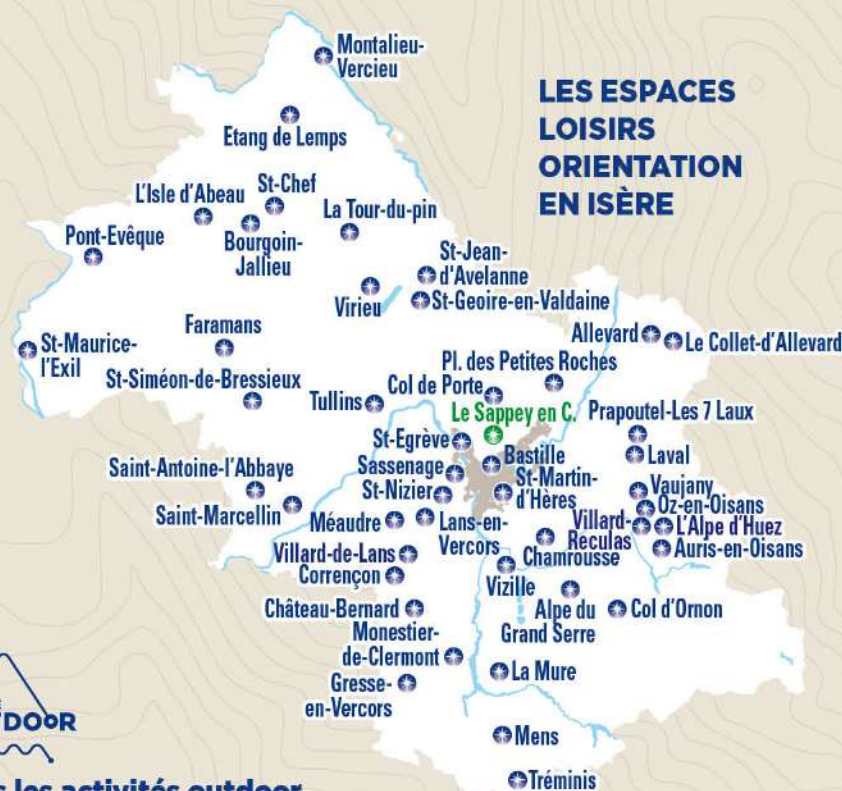 Montalieu-
Vercieu
LES ESPACES
LOISIRS
ORIENTATION
EN ISÈRE
Etang de Lemps
L'Isle d'Abeau
St-Chef
La Tour-du-pin
Pont-Evêque
Bourgoin-
Jallieu
St-Jean-
d'Avelanne
Virieu
St-Geoire-en-Valdaine
Faramans
St-Maurice-
l'Exil
Allevard
Le Collet-d'Allevard
Pl. des Petites Roches
St-Siméon-de-Bressieux
Tullins
Col de Porte
Le Sappey en C.
Prapoutel-Les 7 Laux
St-Egrève
Bastille
Laval
Saint-Antoine-l'Abbaye
Sassenage
St-Martin-
d'Hères
St-Nizier
Vaujany
Oz-en-Oisans
Saint-Marcellin
Méaudre
Lans-en-
Vercors
Villard-
Reculas
L'Alpe d'Huez
Auris-en-Oisans
Villard-de-Lans
Chamrousse
Corrençon
Vizille
Château-Bernard
Alpe du
Grand Serre
Col d'Ornon
Monestier-
de-Clermont
La Mure
Gresse-
en-Vercors
Mens
Tréminis
les activités outdoor